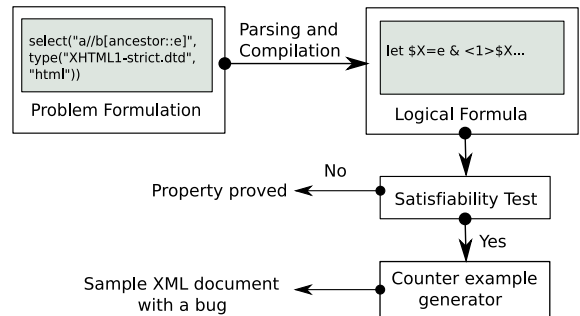 select("a//b[ancestor::e]",
type("XHTML1-strict.dtd",
"html"))
Problem Formulation
Parsing and
Compilation
let $X=e & <1>$X...
Logical Formula
No
Property proved
Satisfiability Test
Yes
Sample XML document
with a bug
Counter example
generator